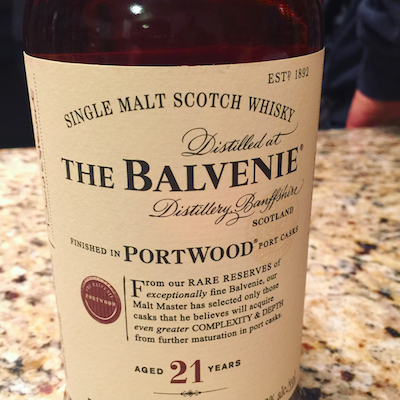 ESTD 1892
SINGLE MALT SCOTCH WHISKY
Distilled at
THE BALVENIE®
Distillery, Banffshire
SCOTLAND
FINISHED IN PORTWOOD® PORT CASKS
From our RARE RESERVES of
exceptionally fine Balvenie, our
Malt Master has selected only those
casks that he believes will acquire
even greater COMPLEXITY & DEPTH
from further maturation in port casks.
PORTWOOD
AGED 21 YEARS